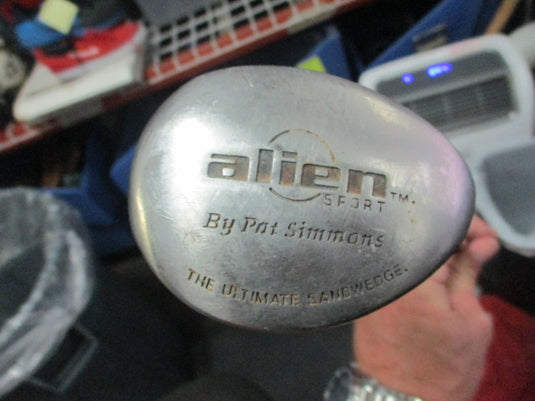 alien
SPORT™.
By Pat Simmons
THE ULTIMATE SANDWEDGE.